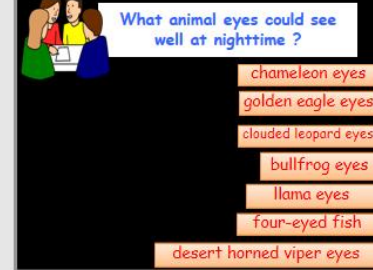 What animal eyes could see
well at nighttime ?
chameleon eyes
golden eagle eyes
clouded leopard eyes
bullfrog eyes
llama eyes
four-eyed fish
desert horned viper eyes